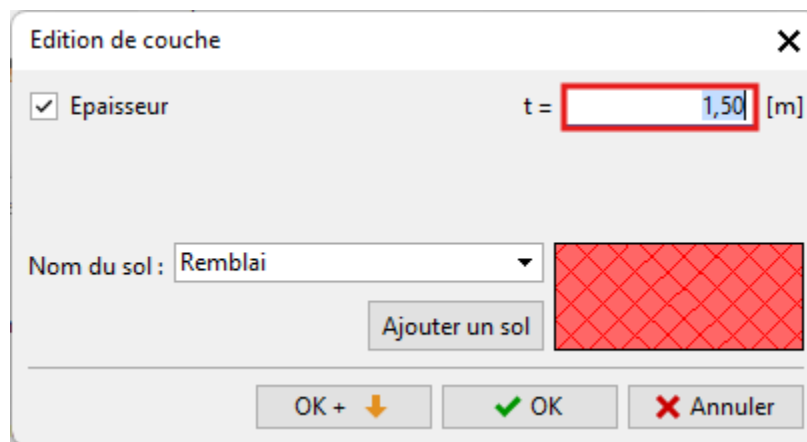 Edition de couche
Epaisseur t = 1,50 [m]
Nom du sol : Remblai
Ajouter un sol
OK + OK Annuler